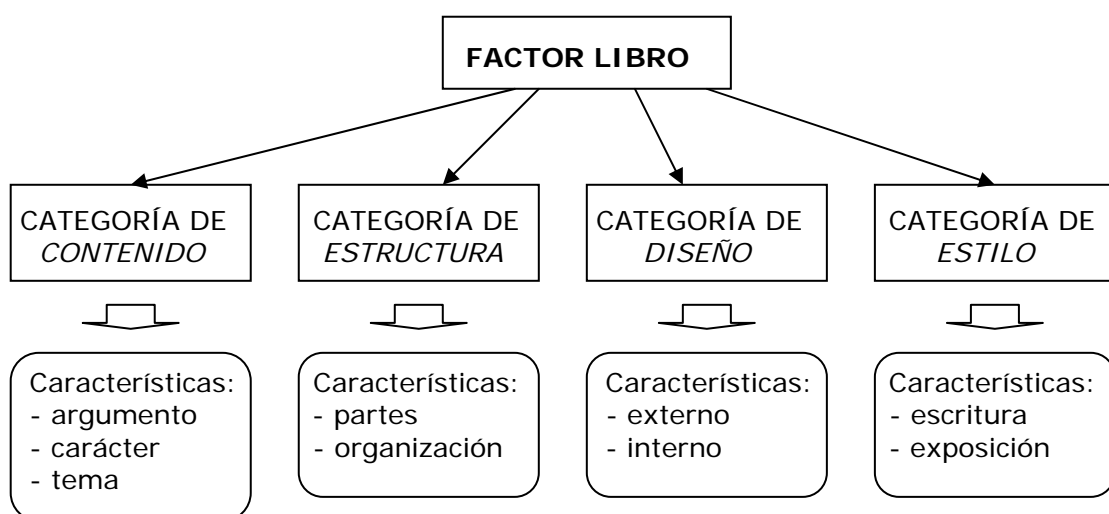 FACTOR LIBRO
CATEGORÍA DE
CONTENIDO
CATEGORÍA DE
ESTRUCTURA
CATEGORÍA DE
DISEÑO
CATEGORÍA DE
ESTILO
Características:
- argumento
- carácter
- tema
Características:
- partes
- organización
Características:
- externo
- interno
Características:
- escritura
- exposición